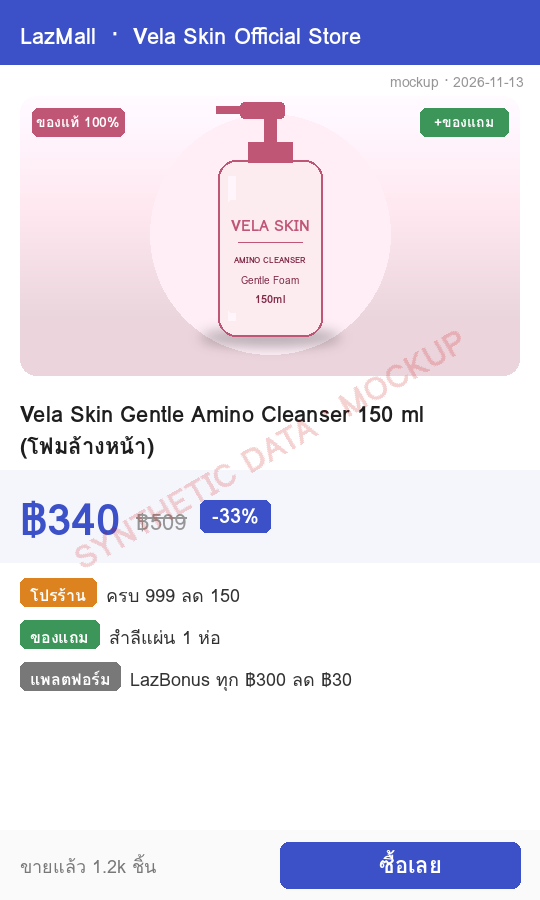 LazMall · Vela Skin Official Store
mockup · 2026-11-13
ของแท้ 100%
+ของแถม
VELA SKIN
AMINO CLEANSER
Gentle Foam
150ml
Vela Skin Gentle Amino Cleanser 150 ml
(โฟมล้างหน้า)
SYNTHETIC DATA · MOCKUP
฿340 ฿509 -33%
โปรร้าน ครบ 999 ลด 150
ของแถม สำลีแผ่น 1 ห่อ
แพลตฟอร์ม LazBonus ทุก ฿300 ลด ฿30
ขายแล้ว 1.2k ชิ้น
ซื้อเลย